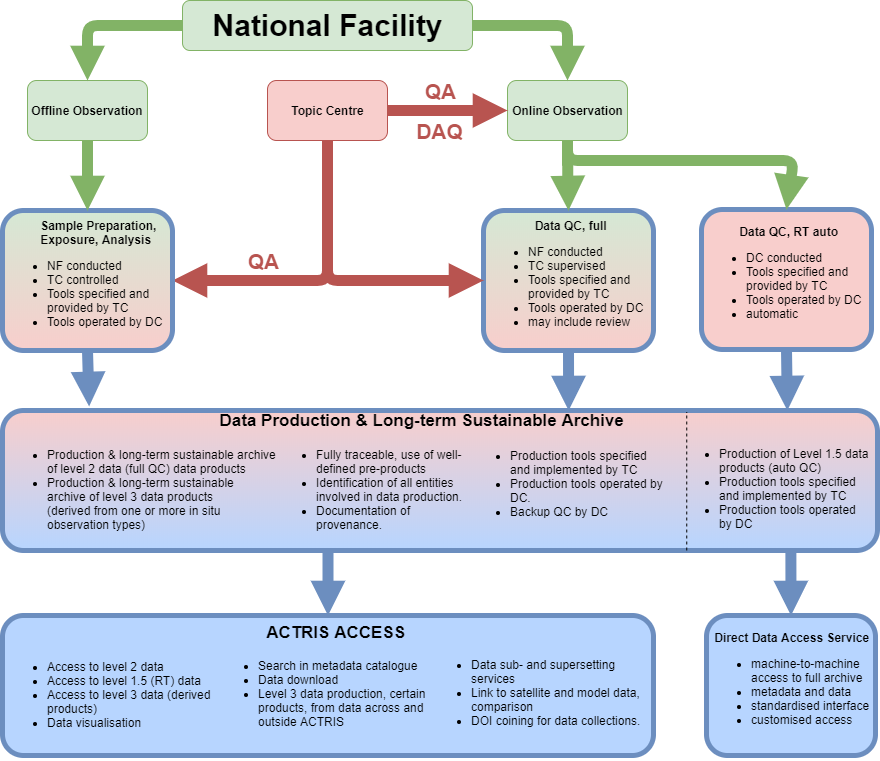 National Facility
Offline Observation
Topic Centre
QA
DAQ
Online Observation
Sample Preparation,
Exposure, Analysis
• NF conducted
• TC controlled
• Tools specified and
provided by TC
• Tools operated by DC
QA
Data QC, full
• NF conducted
• TC supervised
• Tools specified and
provided by TC
• Tools operated by DC
• may include review
Data QC, RT auto
• DC conducted
• Tools specified and
provided by TC
• Tools operated by DC
• automatic
Data Production & Long-term Sustainable Archive
• Production & long-term sustainable archive
of level 2 data (full QC) data products
• Production & long-term sustainable
archive of level 3 data products
(derived from one or more in situ
observation types)
• Fully traceable, use of well-
defined pre-products
• Identification of all entities
involved in data production.
• Documentation of
provenance.
• Production tools specified
and implemented by TC
• Production tools operated by
DC.
• Backup QC by DC
• Production of Level 1.5 data
products (auto QC)
• Production tools specified
and implemented by TC
• Production tools operated
by DC
ACTRIS ACCESS
• Access to level 2 data
• Access to level 1.5 (RT) data
• Access to level 3 data (derived
products)
• Data visualisation
• Search in metadata catalogue
• Data download
• Level 3 data production, certain
products, from data across and
outside ACTRIS
• Data sub- and supersetting
services
• Link to satellite and model data,
comparison
• DOI coining for data collections.
Direct Data Access Service
• machine-to-machine
access to full archive
• metadata and data
• standardised interface
• customised access